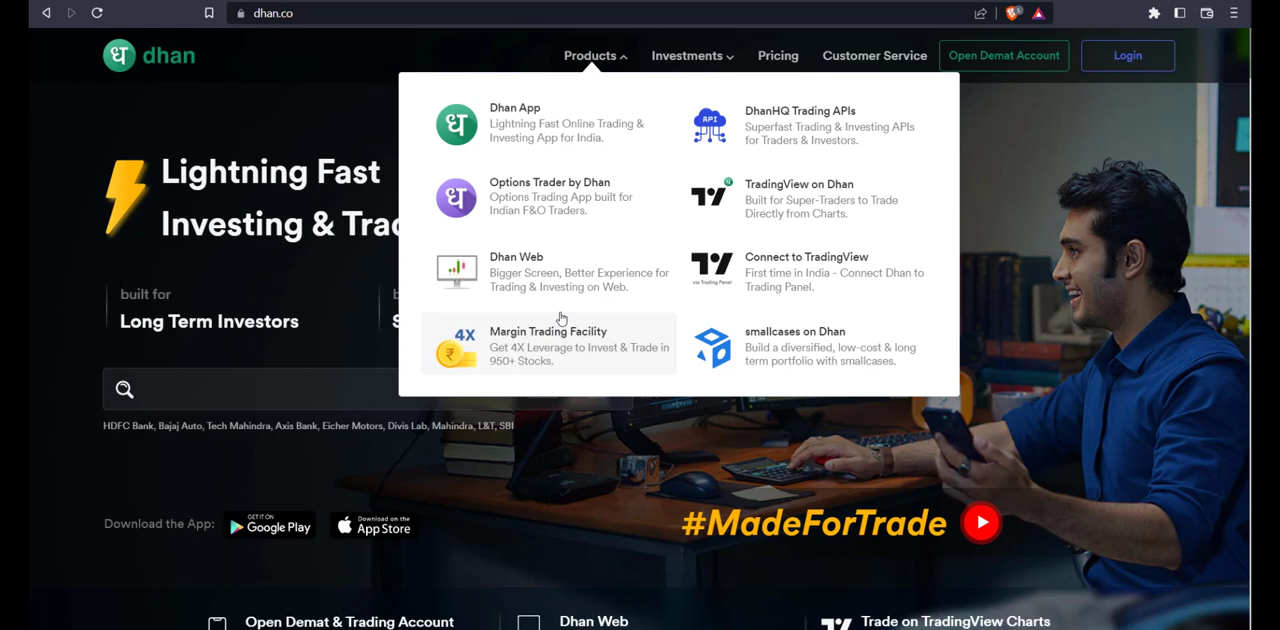 dhan.co
ध dhan
Products
Investments
Pricing
Customer Service
Open Demat Account
Login
ध
Dhan App
Lightning Fast Online Trading &
Investing App for India.
API
DhanHQ Trading APIs
Superfast Trading & Investing APIs
for Traders & Investors.
ध
Options Trader by Dhan
Options Trading App built for
Indian F&O Traders.
TradingView on Dhan
Built for Super-Traders to Trade
Directly from Charts.
Dhan Web
Bigger Screen, Better Experience for
Trading & Investing on Web.
via Trading Panel
Connect to TradingView
First time in India - Connect Dhan to
Trading Panel.
4X
₹
Margin Trading Facility
Get 4X Leverage to Invest & Trade in
950+ Stocks.
smallcases on Dhan
Build a diversified, low-cost & long
term portfolio with smallcases.
Lightning Fast
Investing &
built for
Long Term Investors
HDFC Bank, Bajaj Auto, Tech Mahindra, Axis Bank, Eicher Motors, Divis Lab, Mahindra, L&T, SBI
Download the App:
GET IT ON
Google Play
Download on the
App Store
#MadeForTrade
Open Demat & Trading Account
Dhan Web
Trade on TradingView Charts